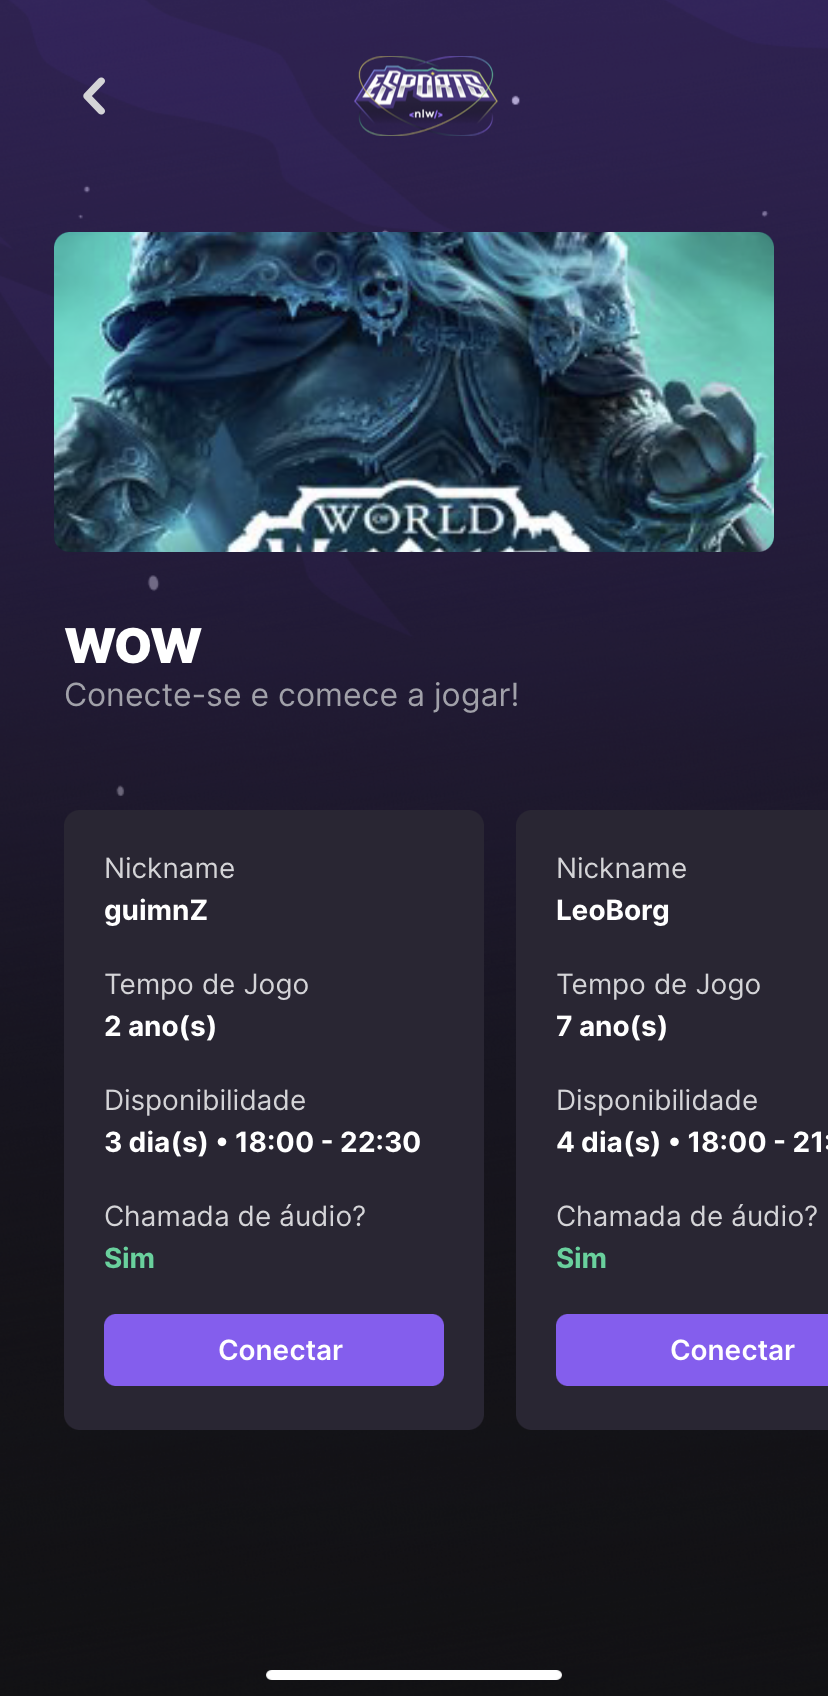 ESPORTS
<nlw/>
WORLD
OF
WOW
Conecte-se e comece a jogar!
Nickname
guimnZ
Tempo de Jogo
2 ano(s)
Disponibilidade
3 dia(s) • 18:00 - 22:30
Chamada de áudio?
Sim
Conectar
Nickname
LeoBorg
Tempo de Jogo
7 ano(s)
Disponibilidade
4 dia(s) • 18:00 - 21:
Chamada de áudio?
Sim
Conectar